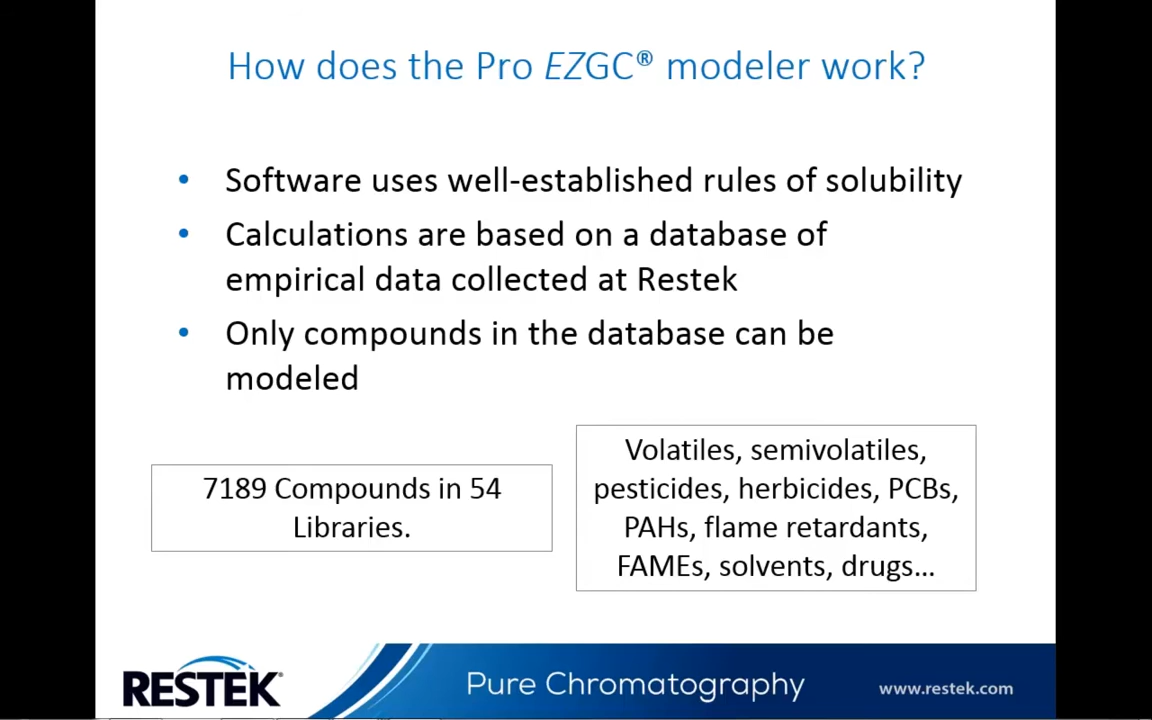 How does the Pro EZGC® modeler work?
• Software uses well-established rules of solubility
• Calculations are based on a database of
empirical data collected at Restek
• Only compounds in the database can be
modeled
7189 Compounds in 54
Libraries.
Volatiles, semivolatiles,
pesticides, herbicides, PCBs,
PAHs, flame retardants,
FAMEs, solvents, drugs…
RESTEK®
Pure Chromatography
www.restek.com